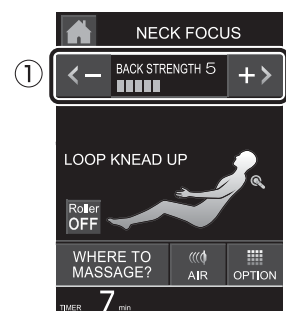 NECK FOCUS
①
< − BACK STRENGTH 5 + >
LOOP KNEAD UP
Roller
OFF
WHERE TO
MASSAGE?
AIR
OPTION
TIMER 7 min